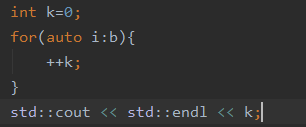 int k=0;
for(auto i:b){
    ++k;
}
std::cout << std::endl << k;